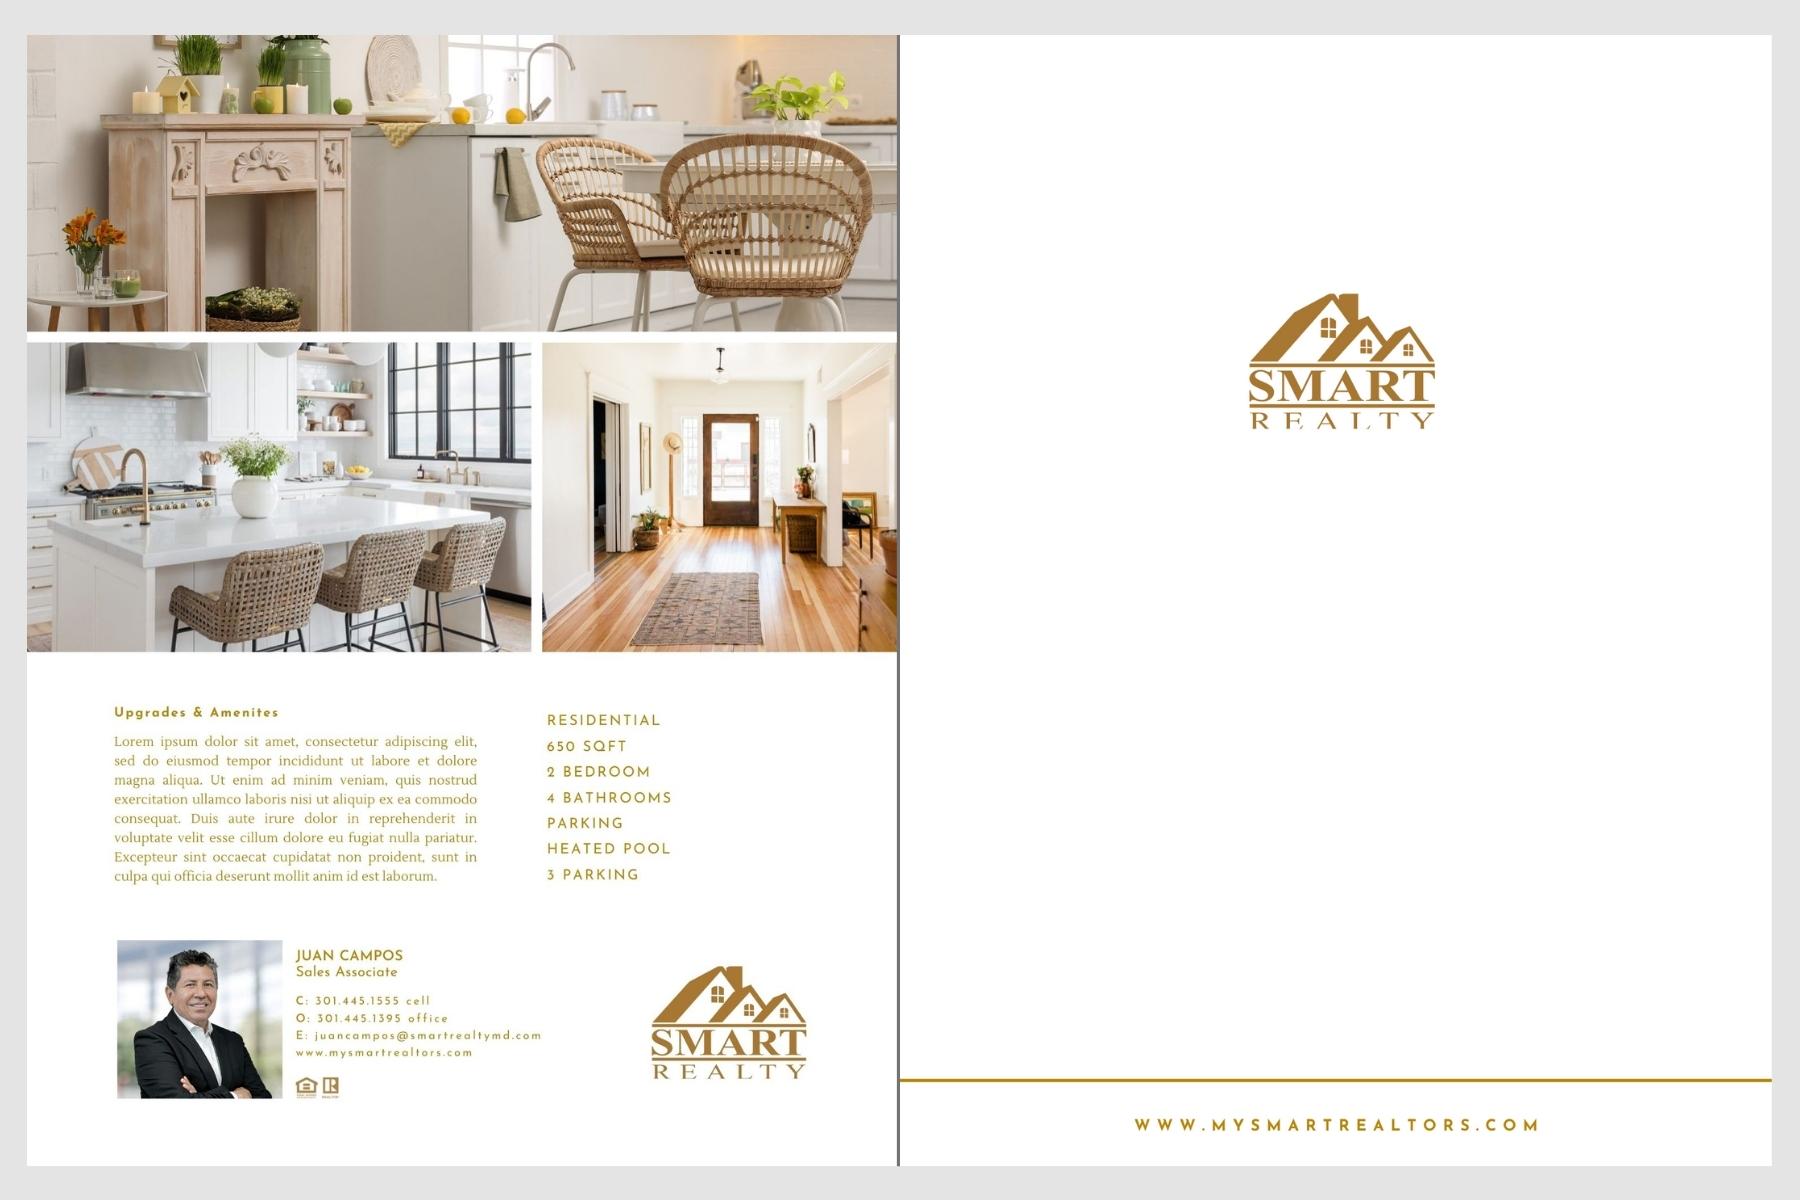 Upgrades & Amenites
Lorem ipsum dolor sit amet, consectetur adipiscing elit,
sed do eiusmod tempor incididunt ut labore et dolore
magna aliqua. Ut enim ad minim veniam, quis nostrud
exercitation ullamco laboris nisi ut aliquip ex ea commodo
consequat. Duis aute irure dolor in reprehenderit in
voluptate velit esse cillum dolore eu fugiat nulla pariatur.
Excepteur sint occaecat cupidatat non proident, sunt in
culpa qui officia deserunt mollit anim id est laborum.
RESIDENTIAL
650 SQFT
2 BEDROOM
4 BATHROOMS
PARKING
HEATED POOL
3 PARKING
JUAN CAMPOS
Sales Associate
C: 301.445.1555 cell
O: 301.445.1395 office
E: juancampos@smartrealtymd.com
www.mysmartrealtors.com
SMART
REALTY
SMART
REALTY
WWW.MYSMARTREALTORS.COM